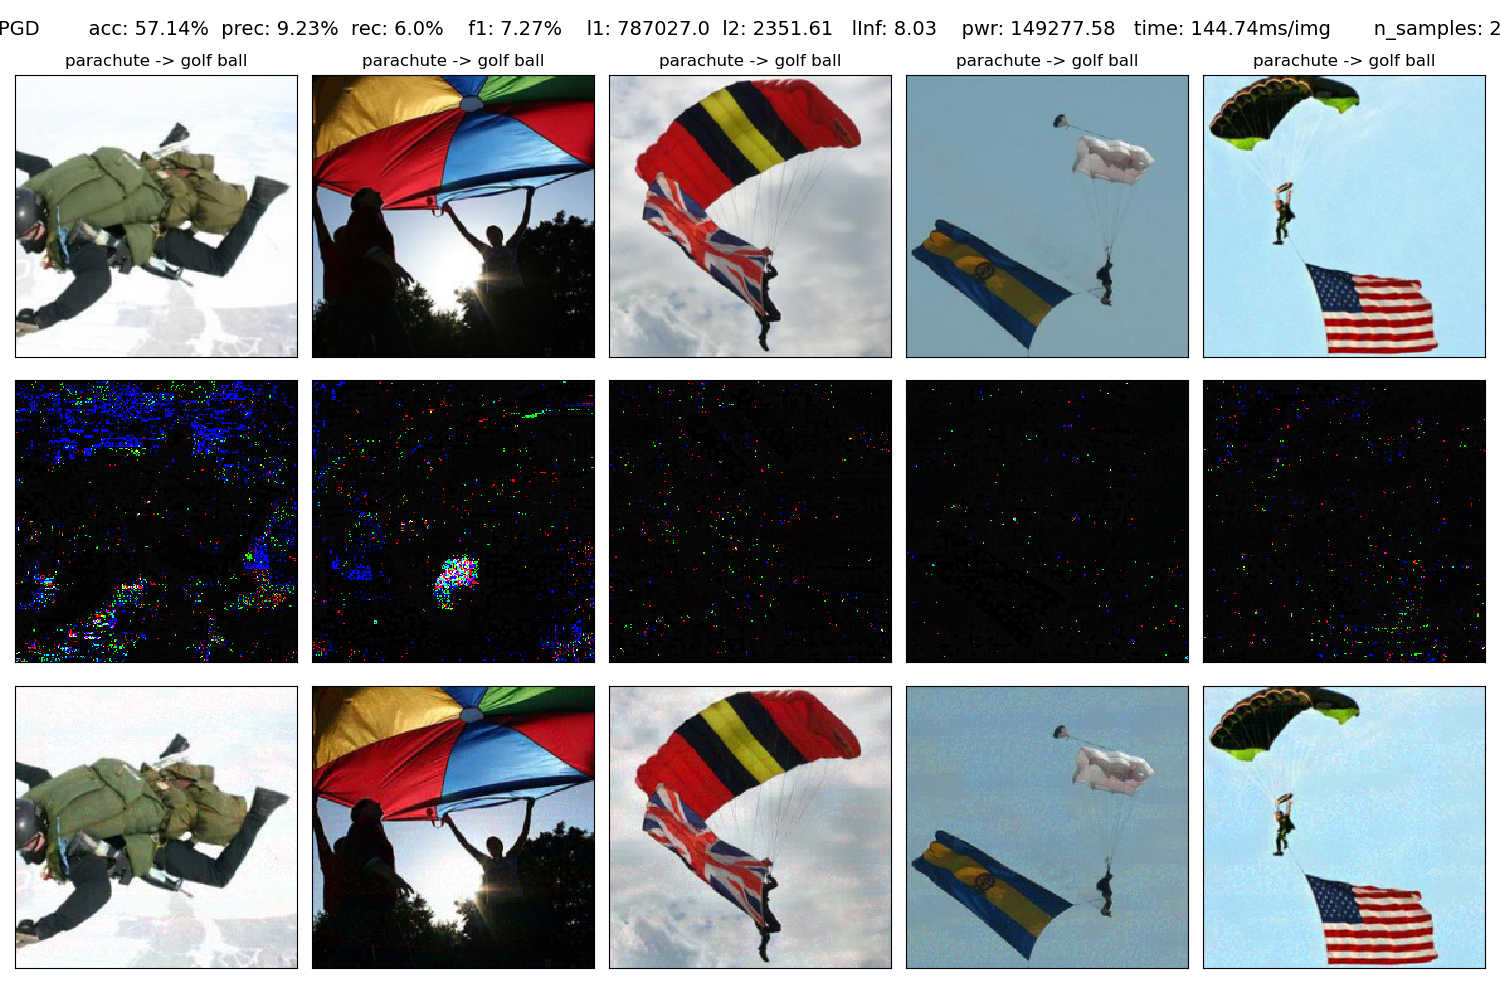 PGD acc: 57.14% prec: 9.23% rec: 6.0% f1: 7.27% l1: 787027.0 l2: 2351.61 lInf: 8.03 pwr: 149277.58 time: 144.74ms/img n_samples: 2
parachute -> golf ball parachute -> golf ball parachute -> golf ball parachute -> golf ball parachute -> golf ball